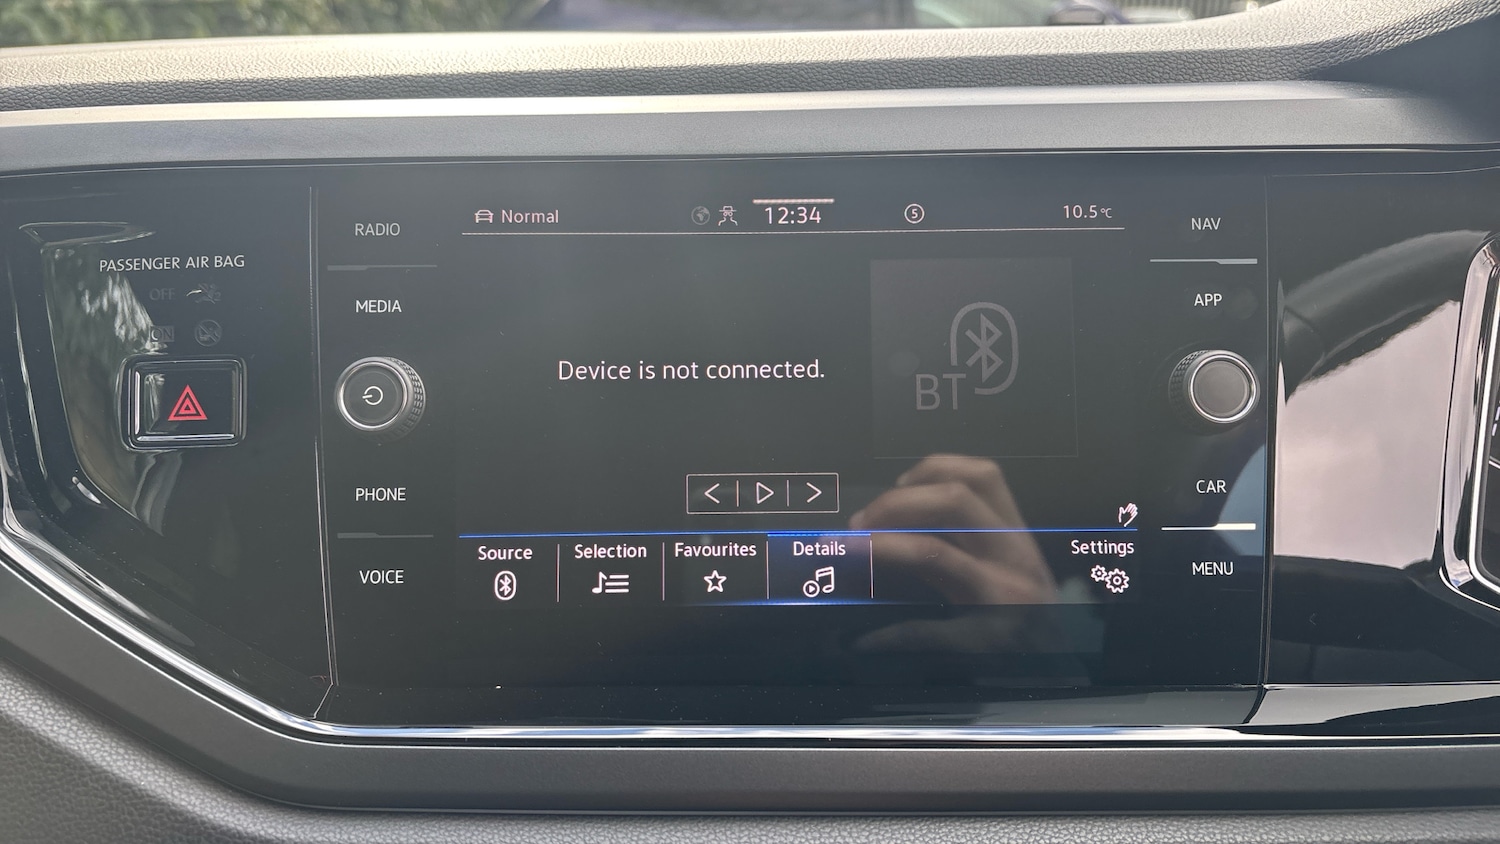 PASSENGER AIR BAG
OFF
ON
RADIO
MEDIA
PHONE
VOICE
Normal
12:34
5
10.5°C
Device is not connected.
BT
Source
Selection
Favourites
Details
Settings
NAV
APP
CAR
MENU